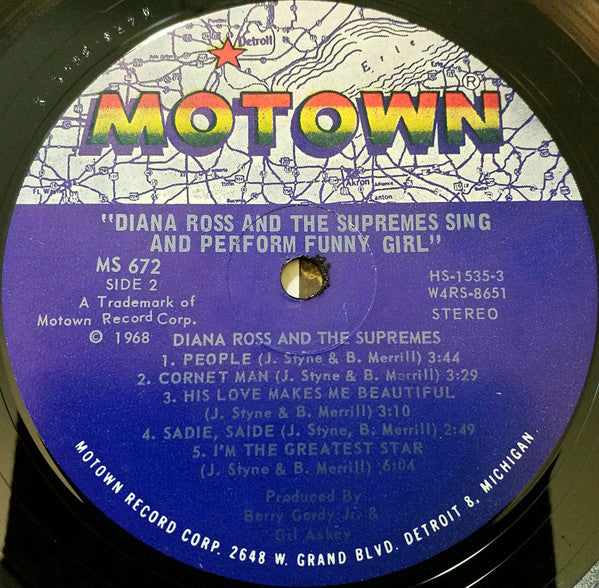 Detroit
Erie
MOTOWN®
Akron
Canton
"DIANA ROSS AND THE SUPREMES SING
AND PERFORM FUNNY GIRL"
MS 672
SIDE 2
A Trademark of
Motown Record Corp.
© 1968
HS-1535-3
W4RS-8651
STEREO
DIANA ROSS AND THE SUPREMES
1. PEOPLE (J. Styne & B. Merrill) 3:44
2. CORNET MAN (J. Styne & B. Merrill) 3:29
3. HIS LOVE MAKES ME BEAUTIFUL
(J. Styne & B. Merrill) 3:10
4. SADIE, SAIDE (J. Styne, B. Merrill) 2:49
5. I'M THE GREATEST STAR
(J. Styne & B. Merrill) 6:04
Produced By
Berry Gordy Jr. &
Gil Askey
MOTOWN RECORD CORP. 2648 W. GRAND BLVD. DETROIT 8, MICHIGAN.